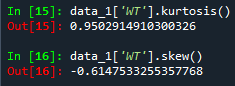 In [15]: data_1['WT'].kurtosis()
Out[15]: 0.9502914910300326
In [16]: data_1['WT'].skew()
Out[16]: -0.6147533255357768